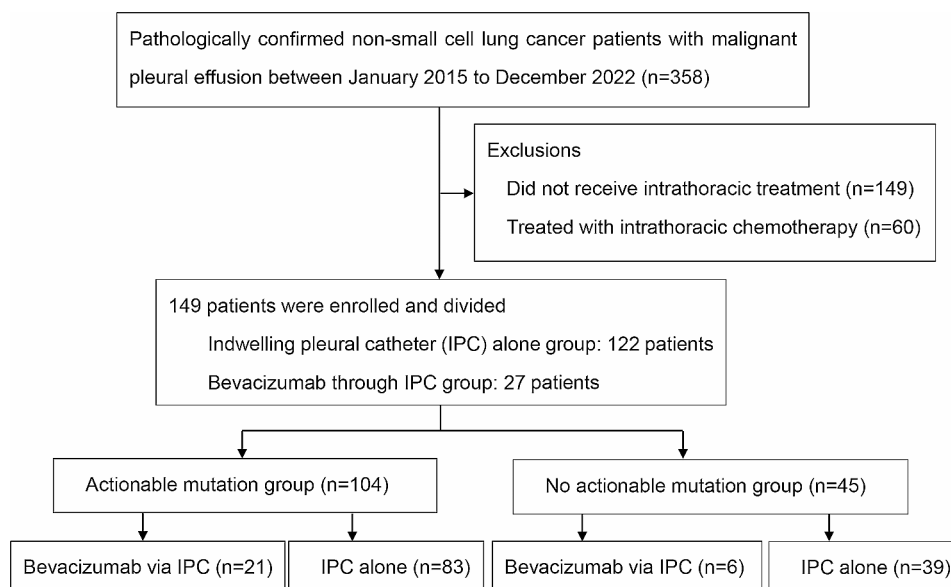 Pathologically confirmed non-small cell lung cancer patients with malignant
pleural effusion between January 2015 to December 2022 (n=358)
Exclusions
Did not receive intrathoracic treatment (n=149)
Treated with intrathoracic chemotherapy (n=60)
149 patients were enrolled and divided
Indwelling pleural catheter (IPC) alone group: 122 patients
Bevacizumab through IPC group: 27 patients
Actionable mutation group (n=104)
No actionable mutation group (n=45)
Bevacizumab via IPC (n=21)
IPC alone (n=83)
Bevacizumab via IPC (n=6)
IPC alone (n=39)